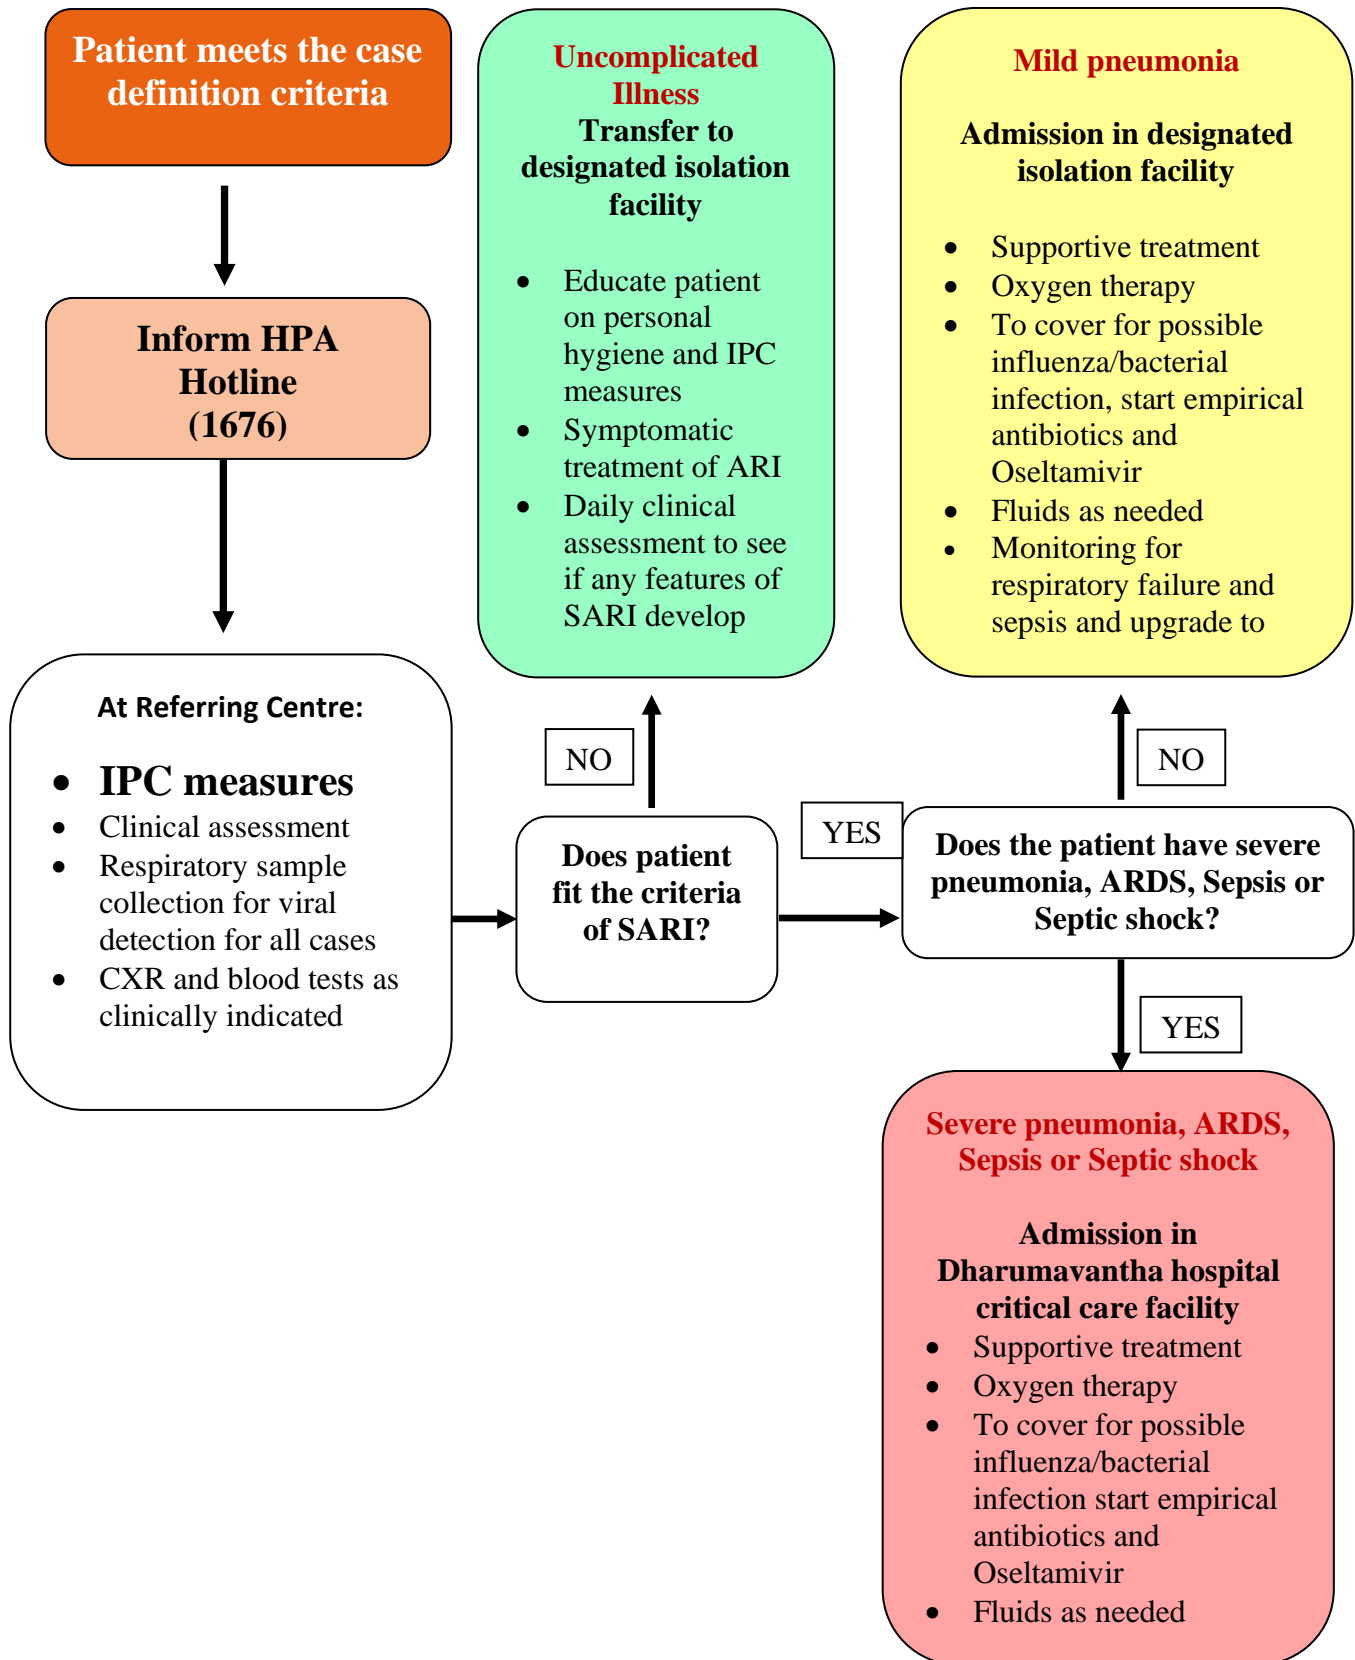 Patient meets the case
definition criteria
Inform HPA
Hotline
(1676)
At Referring Centre:
• IPC measures
• Clinical assessment
• Respiratory sample
collection for viral
detection for all cases
• CXR and blood tests as
clinically indicated
Does patient
fit the criteria
of SARI?
NO
Uncomplicated
Illness
Transfer to
designated isolation
facility
• Educate patient
on personal
hygiene and IPC
measures
• Symptomatic
treatment of ARI
• Daily clinical
assessment to see
if any features of
SARI develop
YES
Does the patient have severe
pneumonia, ARDS, Sepsis or
Septic shock?
NO
Mild pneumonia
Admission in designated
isolation facility
• Supportive treatment
• Oxygen therapy
• To cover for possible
influenza/bacterial
infection, start empirical
antibiotics and
Oseltamivir
• Fluids as needed
• Monitoring for
respiratory failure and
sepsis and upgrade to
YES
Severe pneumonia, ARDS,
Sepsis or Septic shock
Admission in
Dharumavantha hospital
critical care facility
• Supportive treatment
• Oxygen therapy
• To cover for possible
influenza/bacterial
infection start empirical
antibiotics and
Oseltamivir
• Fluids as needed